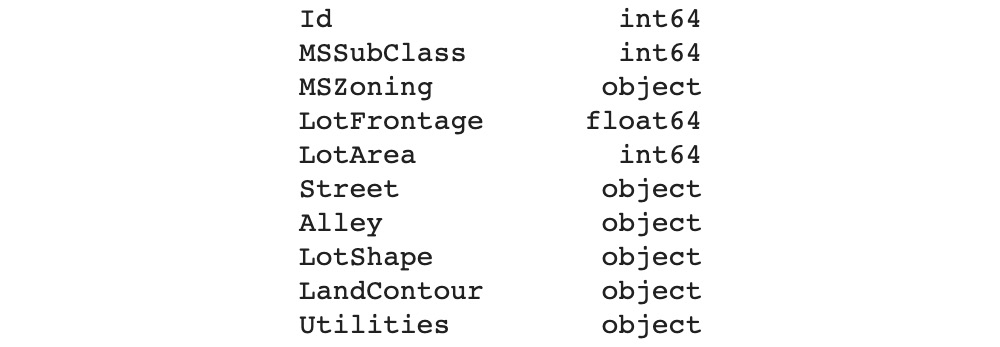 Id int64
MSSubClass int64
MSZoning object
LotFrontage float64
LotArea int64
Street object
Alley object
LotShape object
LandContour object
Utilities object